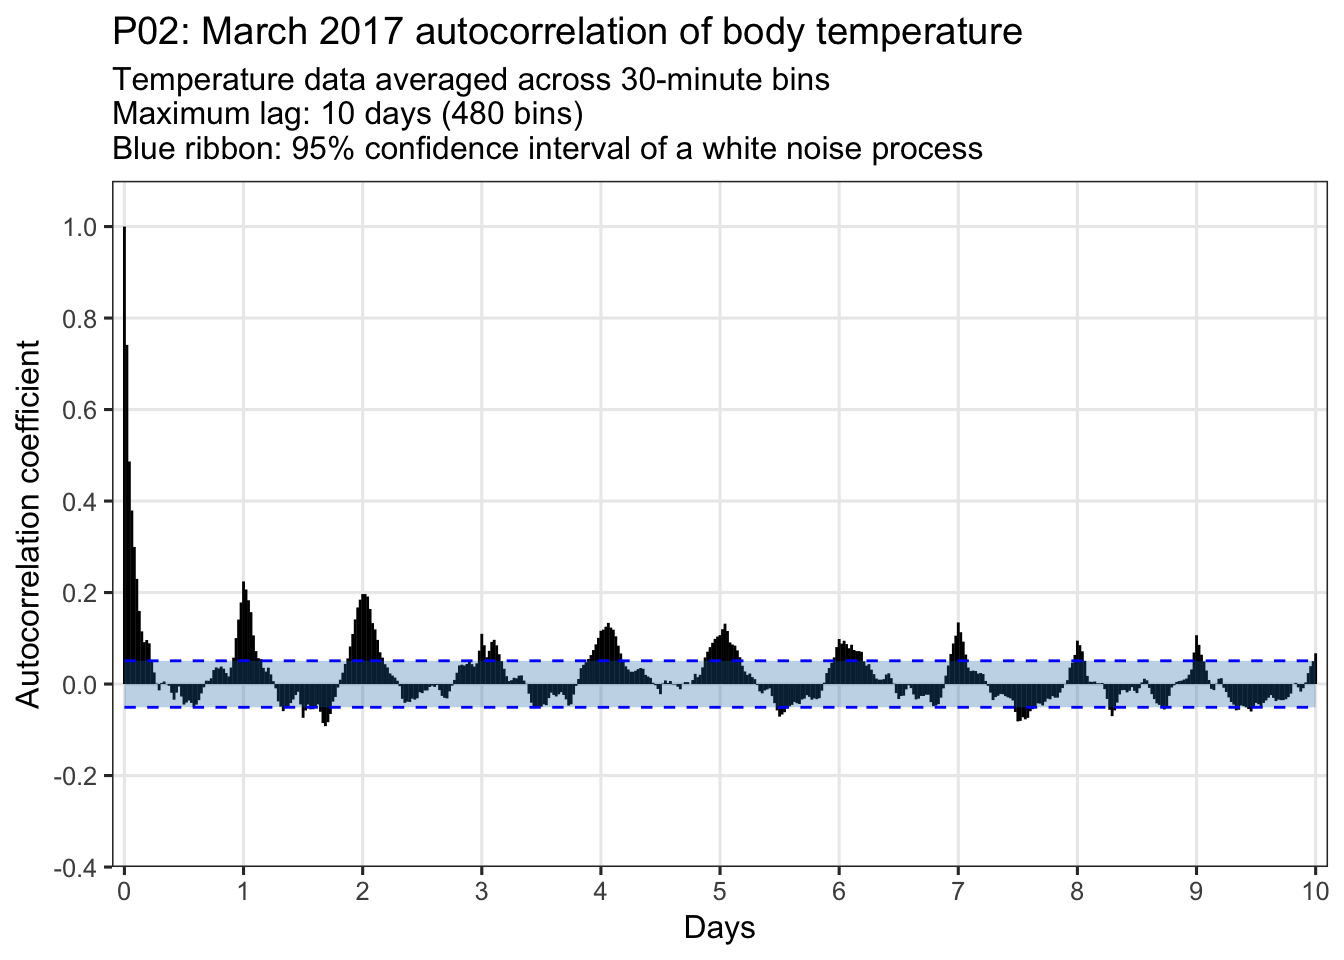 P02: March 2017 autocorrelation of body temperature
Temperature data averaged across 30-minute bins
Maximum lag: 10 days (480 bins)
Blue ribbon: 95% confidence interval of a white noise process
Autocorrelation coefficient
1.0
0.8
0.6
0.4
0.2
0.0
-0.2
-0.4
0 1 2 3 4 5 6 7 8 9 10
Days